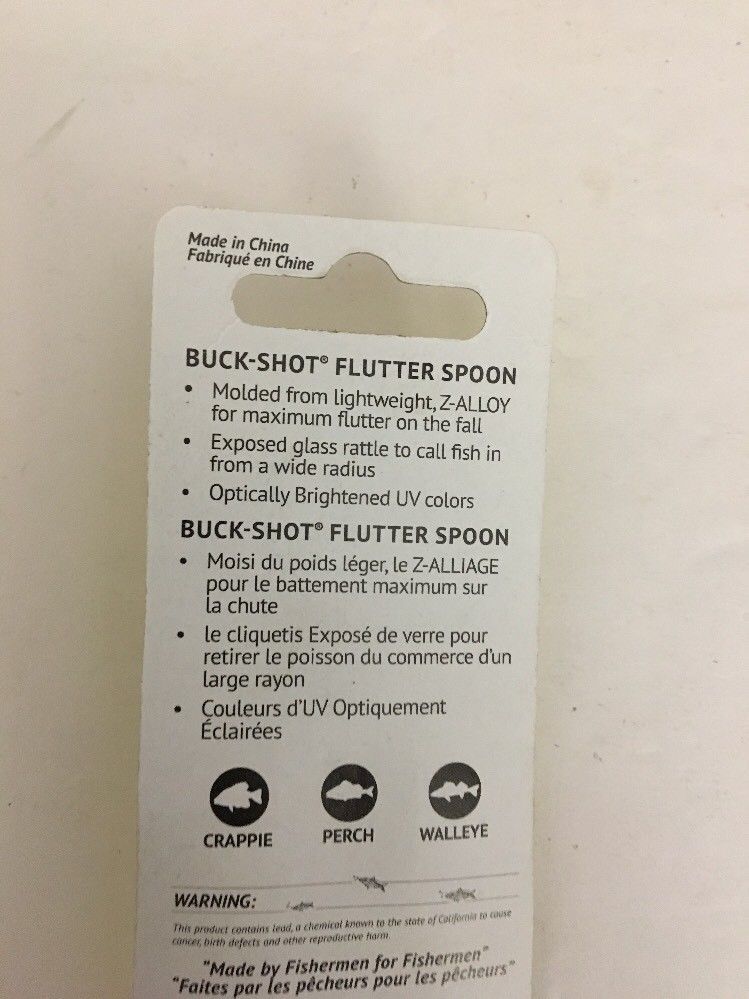 Made in China
Fabriqué en Chine
BUCK-SHOT® FLUTTER SPOON
• Molded from lightweight, Z-ALLOY
for maximum flutter on the fall
• Exposed glass rattle to call fish in
from a wide radius
• Optically Brightened UV colors
BUCK-SHOT® FLUTTER SPOON
• Moisi du poids léger, le Z-ALLIAGE
pour le battement maximum sur
la chute
• le cliquetis Exposé de verre pour
retirer le poisson du commerce d'un
large rayon
• Couleurs d'UV Optiquement
Éclairées
CRAPPIE PERCH WALLEYE
WARNING:
This product contains lead, a chemical known to the state of California to cause
cancer, birth defects and other reproductive harm.
"Made by Fishermen for Fishermen"
"Faites par les pêcheurs pour les pêcheurs"